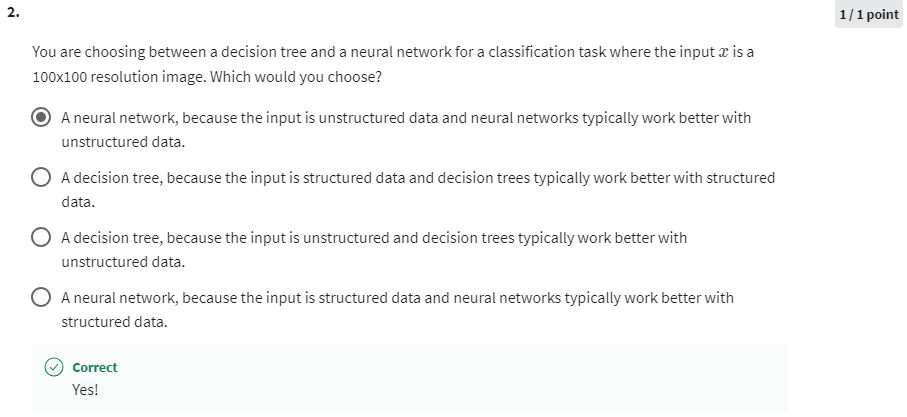 2.
1 / 1 point
You are choosing between a decision tree and a neural network for a classification task where the input x is a
100x100 resolution image. Which would you choose?
A neural network, because the input is unstructured data and neural networks typically work better with
unstructured data.
A decision tree, because the input is structured data and decision trees typically work better with structured
data.
A decision tree, because the input is unstructured and decision trees typically work better with
unstructured data.
A neural network, because the input is structured data and neural networks typically work better with
structured data.
Correct
Yes!